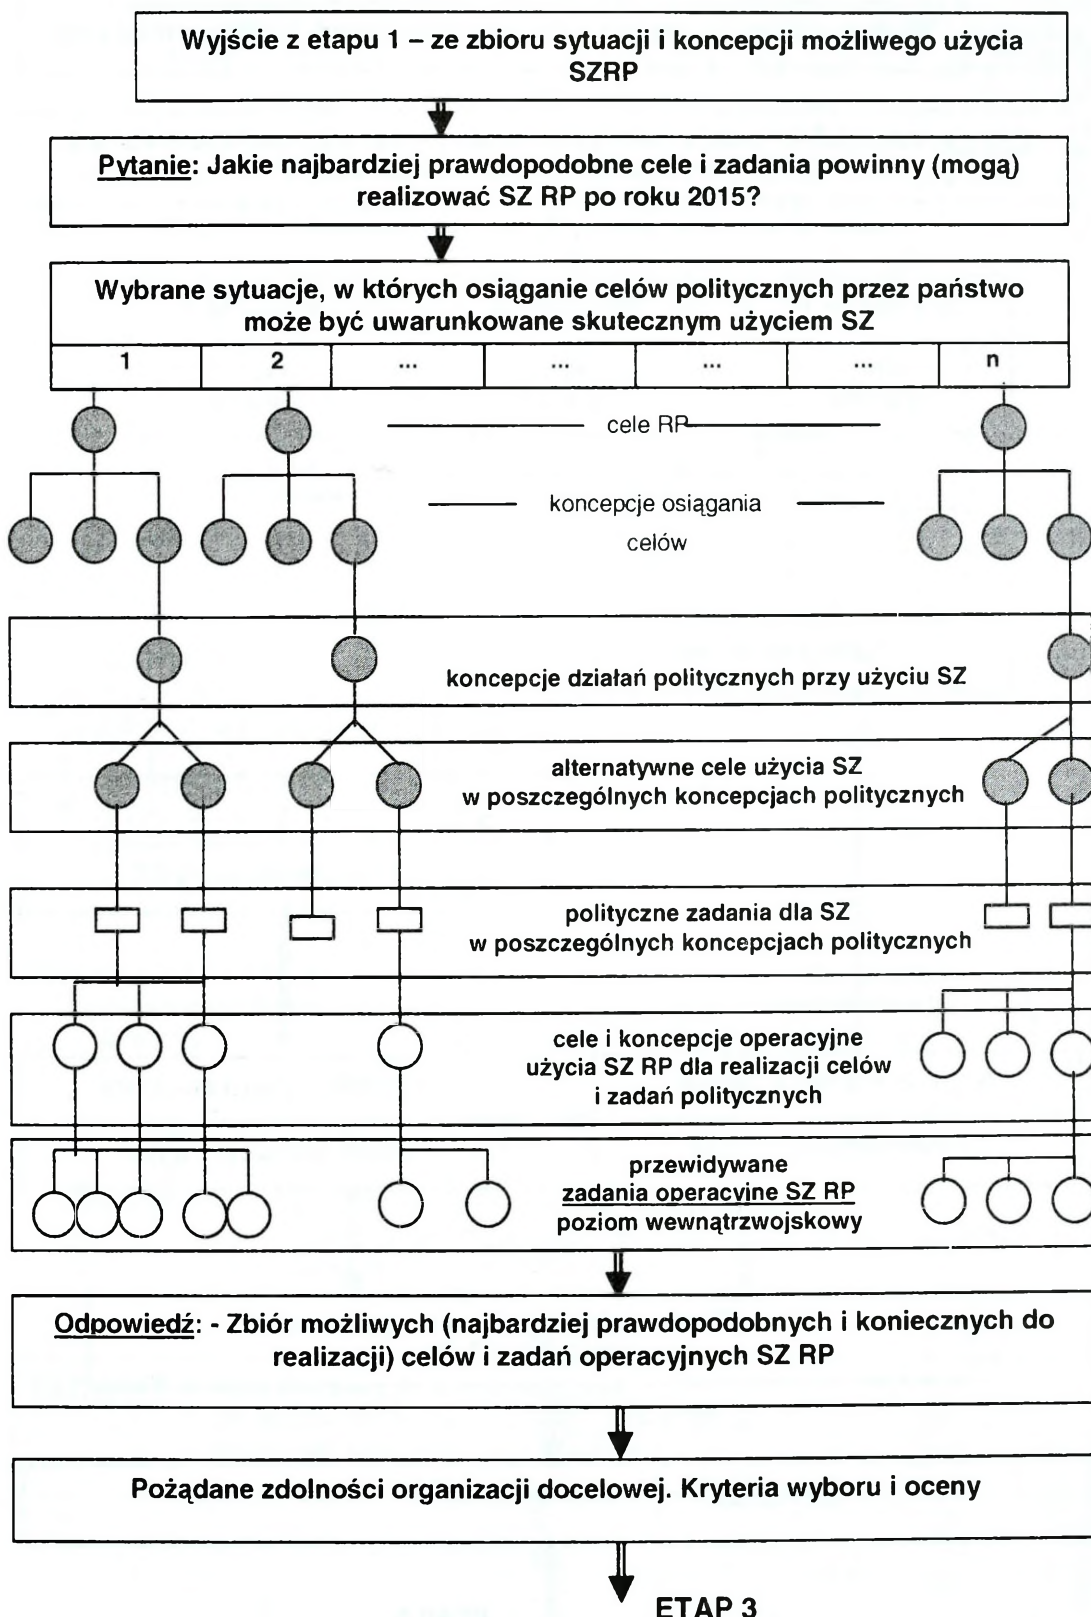 Wyjście z etapu 1 – ze zbioru sytuacji i koncepcji możliwego użycia
SZRP
Pytanie: Jakie najbardziej prawdopodobne cele i zadania powinny (mogą)
realizować SZ RP po roku 2015?
Wybrane sytuacje, w których osiąganie celów politycznych przez państwo
może być uwarunkowane skutecznym użyciem SZ
1 2 ... ... ... ... n
cele RP
koncepcje osiągania
celów
koncepcje działań politycznych przy użyciu SZ
alternatywne cele użycia SZ
w poszczególnych koncepcjach politycznych
polityczne zadania dla SZ
w poszczególnych koncepcjach politycznych
cele i koncepcje operacyjne
użycia SZ RP dla realizacji celów
i zadań politycznych
przewidywane
zadania operacyjne SZ RP
poziom wewnątrzwojskowy
Odpowiedź: - Zbiór możliwych (najbardziej prawdopodobnych i koniecznych do
realizacji) celów i zadań operacyjnych SZ RP
Pożądane zdolności organizacji docelowej. Kryteria wyboru i oceny
ETAP 3